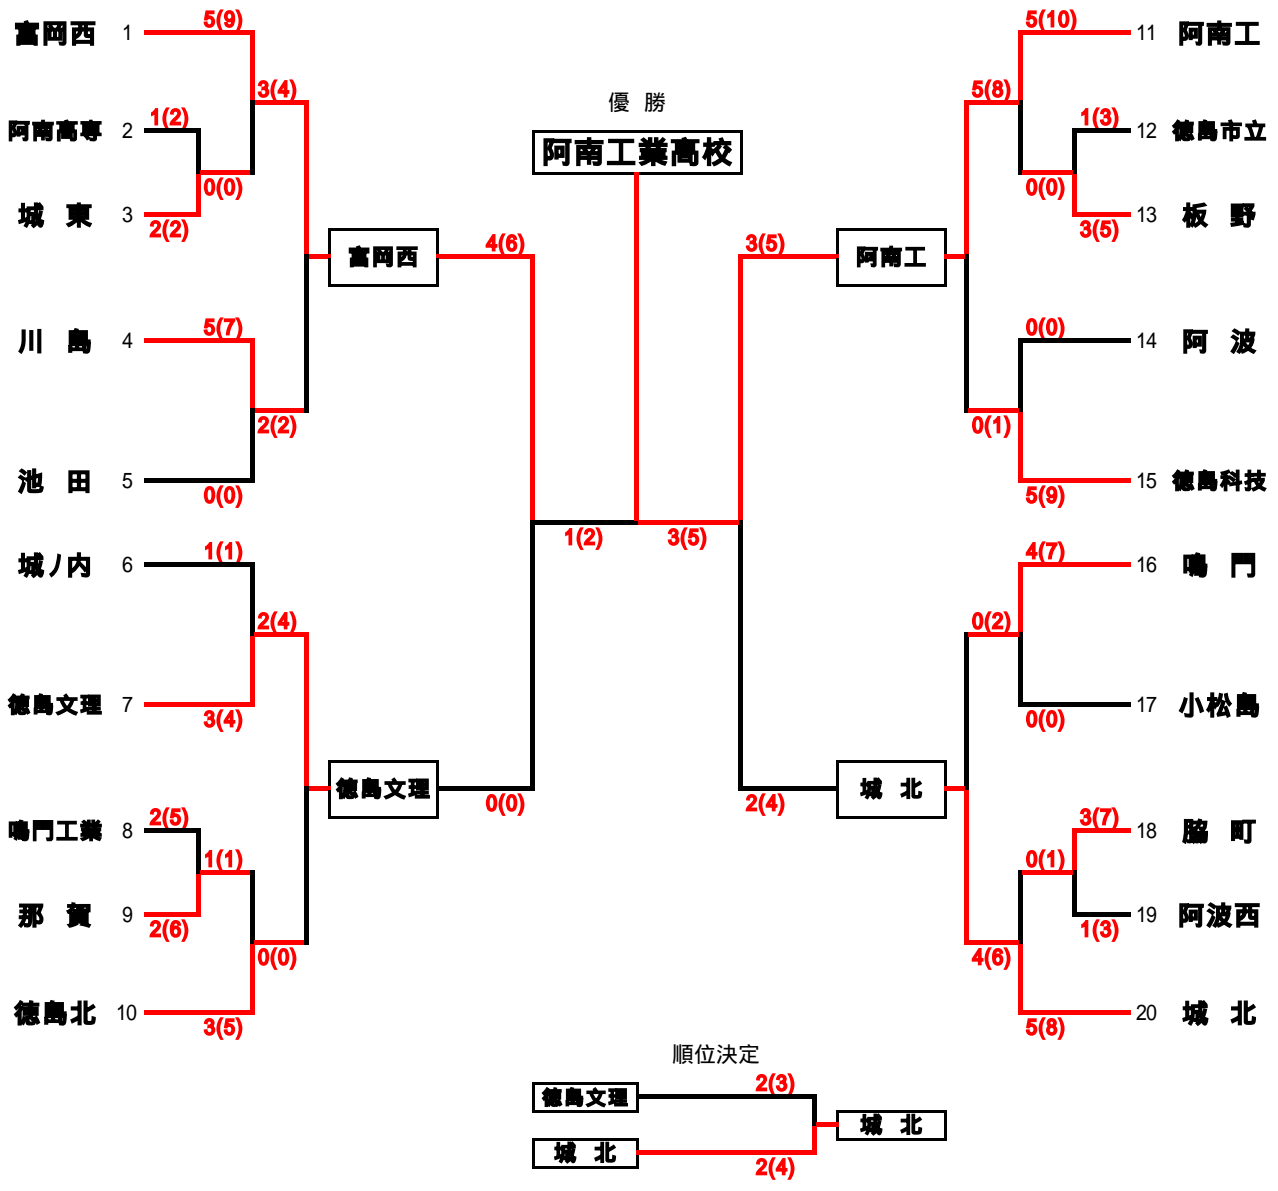 優 勝
阿南工業高校
富岡西 1 5(9)
3(4)
阿南高専 2 1(2)
0(0)
城 東 3 2(2)
富岡西 4(6)
川 島 4 5(7)
2(2)
池 田 5 0(0)
城ノ内 6 1(1)
2(4)
徳島文理 7 3(4)
徳島文理 0(0)
鳴門工業 8 2(5)
1(1)
那 賀 9 2(6)
0(0)
徳島北 10 3(5)
1(2) 3(5)
5(10) 11 阿南工
5(8)
1(3) 12 徳島市立
0(0)
3(5) 13 板 野
3(5) 阿南工
0(0) 14 阿 波
0(1)
5(9) 15 徳島科技
4(7) 16 鳴 門
0(2)
0(0) 17 小松島
2(4) 城 北
3(7) 18 脇 町
0(1)
1(3) 19 阿波西
4(6)
5(8) 20 城 北
順位決定
徳島文理 2(3)
城 北
城 北 2(4)